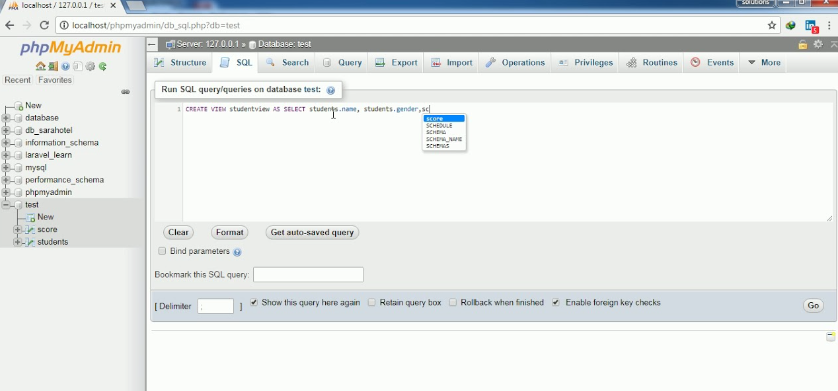 localhost / 127.0.0.1 / te
solutions
localhost/phpmyadmin/db_sql.php?db=test
5
phpMyAdmin
Recent Favorites
New
database
db_sarahotel
information_schema
laravel_learn
mysql
performance_schema
phpmyadmin
test
New
score
students
Server: 127.0.0.1 » Database: test
Structure SQL Search Query Export Import Operations Privileges Routines Events More
Run SQL query/queries on database test:
1 CREATE VIEW studentview AS SELECT students.name, students.gender,sc
score
SCHEDULE
SCHEMA
SCHEMA_NAME
SCHEMAS
Clear Format Get auto-saved query
Bind parameters
Bookmark this SQL query:
[ Delimiter ; ] Show this query here again Retain query box Rollback when finished Enable foreign key checks Go